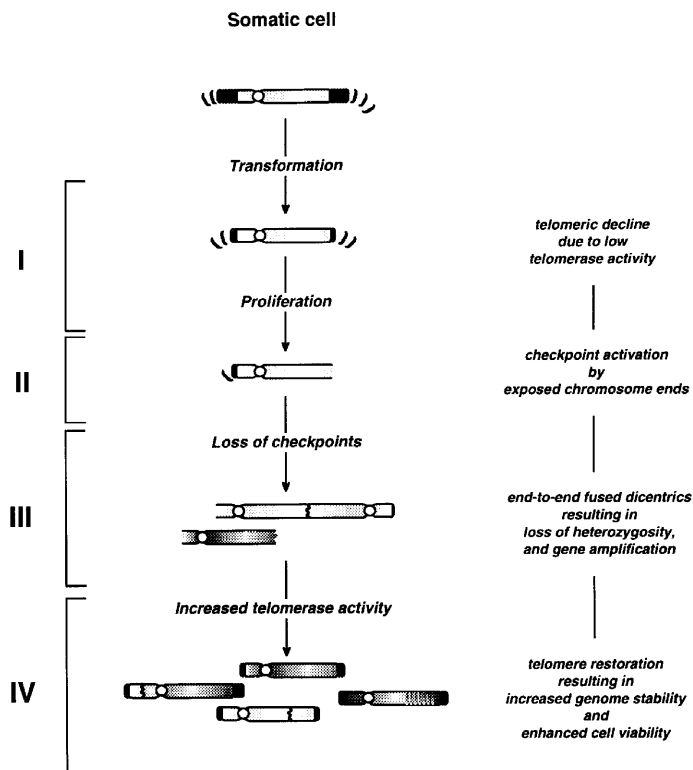 Somatic cell
Transformation
I
telomeric decline
due to low
telomerase activity
Proliferation
II
checkpoint activation
by
exposed chromosome ends
Loss of checkpoints
III
end-to-end fused dicentrics
resulting in
loss of heterozygosity,
and gene amplification
Increased telomerase activity
IV
telomere restoration
resulting in
increased genome stability
and
enhanced cell viability